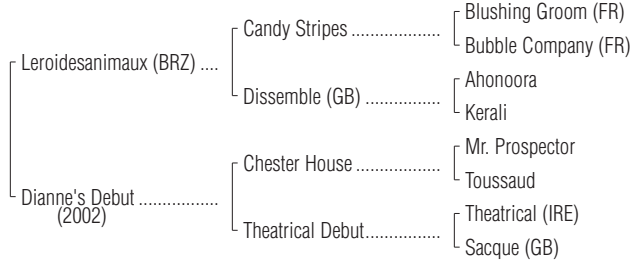 Blushing Groom (FR)
Candy Stripes ...................
Bubble Company (FR)
Leroidesanimaux (BRZ) ....
Ahonoora
Dissemble (GB) ................
Kerali
Mr. Prospector
Chester House ..................
Toussaud
Dianne's Debut .................
(2002)
Theatrical (IRE)
Theatrical Debut................
Sacque (GB)